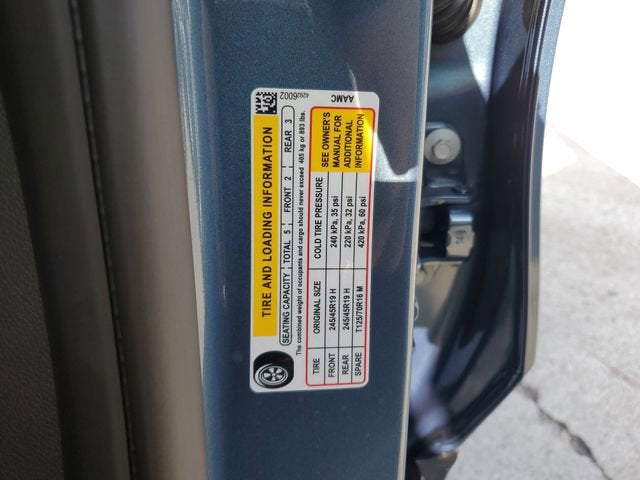 TIRE AND LOADING INFORMATION
SEATING CAPACITY TOTAL 5 FRONT 2 REAR 3
The combined weight of occupants and cargo should never exceed 405 kg or 893 lbs.
TIRE ORIGINAL SIZE COLD TIRE PRESSURE
FRONT 245/45R19 H 240 kPa, 35 psi
REAR 245/45R19 H 220 kPa, 32 psi
SPARE T125/70R16 M 420 kPa, 60 psi
SEE OWNER'S
MANUAL FOR
ADDITIONAL
INFORMATION
42926002
AAMC